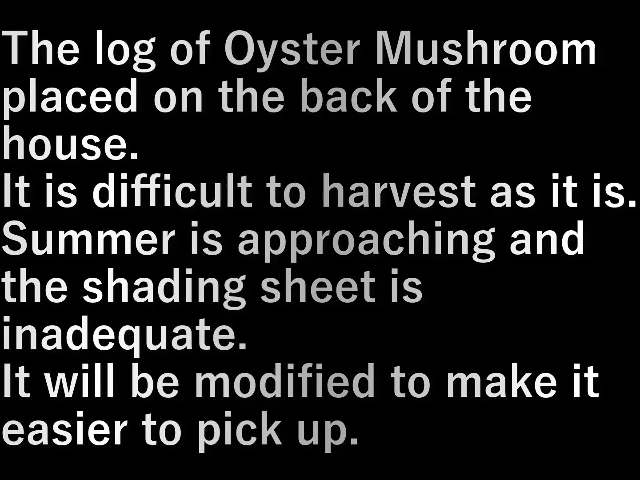 The log of Oyster Mushroom
placed on the back of the
house.
It is difficult to harvest as it is.
Summer is approaching and
the shading sheet is
inadequate.
It will be modified to make it
easier to pick up.